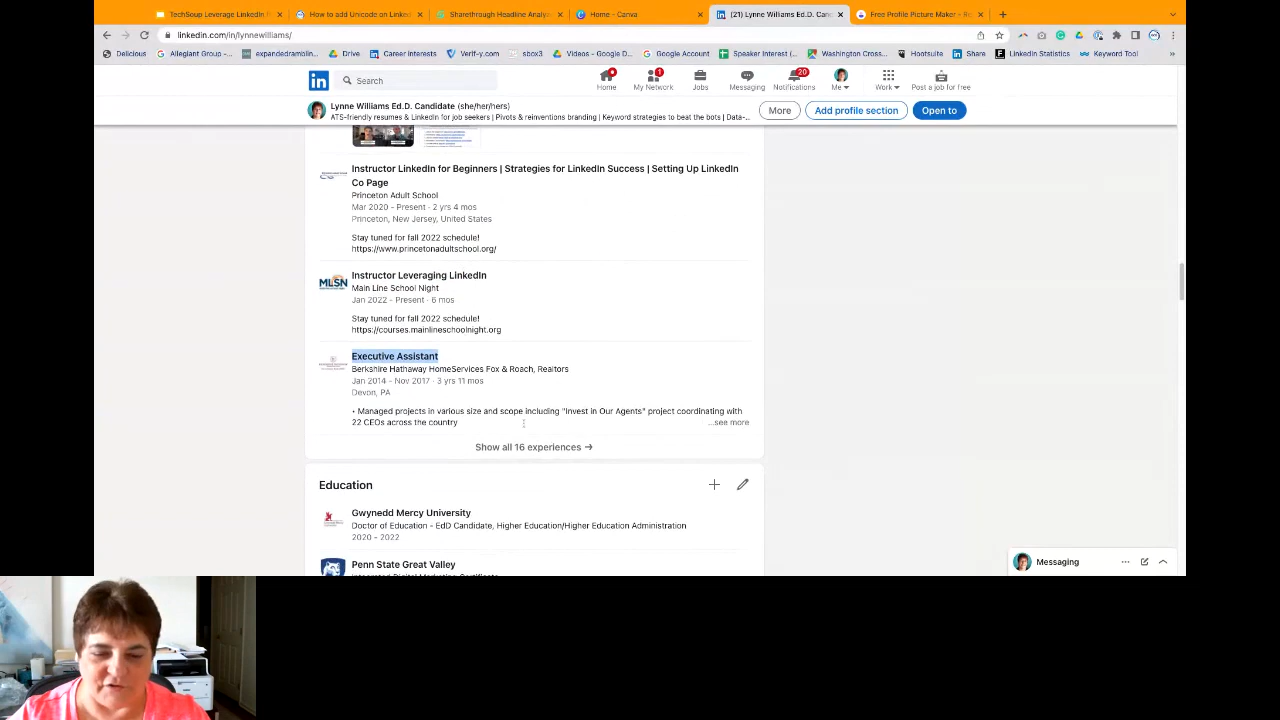 TechSoup Leverage LinkedIn
How to add Unicode on Linked
Sharethrough Headline Analy
Home - Canva
(21) Lynne Williams Ed.D. Cand
Free Profile Picture Maker - Re
linkedin.com/in/lynnewilliams/
Delicious
Allegiant Group -...
expandedramblin...
Drive
Verif-y.com
sbox3
Videos - Google D...
Google Account
Speaker Interest (...
Washington Cross...
Hootsuite
Share
LinkedIn Statistics
Keyword Tool
in
Search
Home
1
My Network
Jobs
Messaging
20
Notifications
Me
Work
Post a job for free
Lynne Williams Ed.D. Candidate (she/her/hers)
ATS-friendly resumes & LinkedIn for job seekers | Pivots & reinventions branding | Keyword strategies to beat the bots | Data-...
More
Add profile section
Open to
Instructor LinkedIn for Beginners | Strategies for LinkedIn Success | Setting Up LinkedIn
Co Page
Princeton Adult School
Mar 2020 - Present · 2 yrs 4 mos
Princeton, New Jersey, United States
Stay tuned for fall 2022 schedule!
https://www.princetonadultschool.org/
MLSN
Instructor Leveraging LinkedIn
Main Line School Night
Jan 2022 - Present · 6 mos
Stay tuned for fall 2022 schedule!
https://courses.mainlineschoolnight.org
Executive Assistant
Berkshire Hathaway HomeServices Fox & Roach, Realtors
Jan 2014 - Nov 2017 · 3 yrs 11 mos
Devon, PA
• Managed projects in various size and scope including "Invest in Our Agents" project coordinating with
22 CEOs across the country
...see more
Show all 16 experiences →
Education
Gwynedd Mercy University
Doctor of Education - EdD Candidate, Higher Education/Higher Education Administration
2020 - 2022
Penn State Great Valley
Messaging